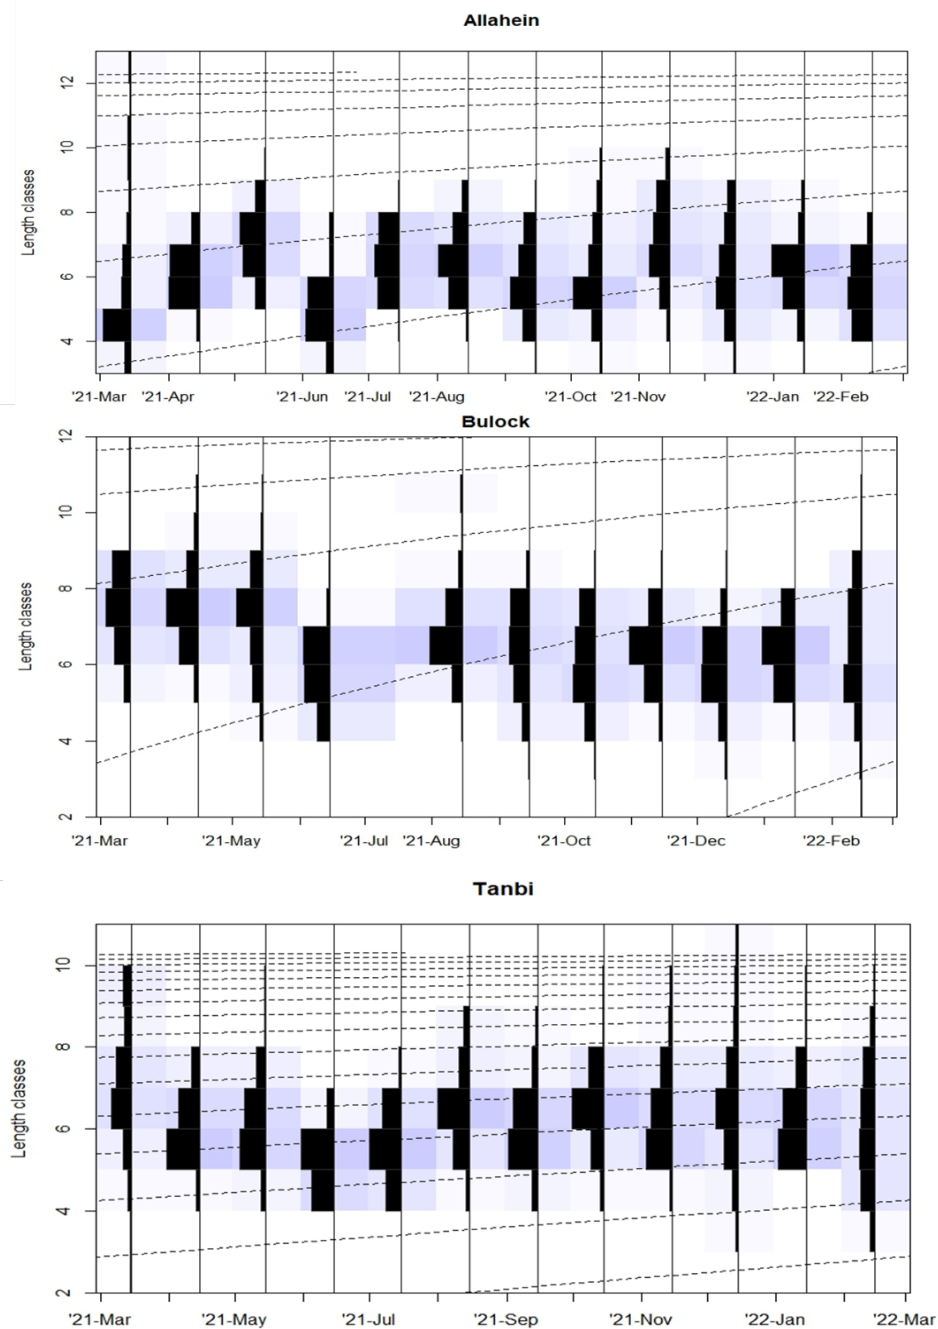 Allahein
12
10
Length classes
8
6
4
'21-Mar '21-Apr '21-Jun '21-Jul '21-Aug '21-Oct '21-Nov '22-Jan '22-Feb
Bulock
12
10
Length classes
8
6
4
2
'21-Mar '21-May '21-Jul '21-Aug '21-Oct '21-Dec '22-Feb
Tanbi
10
Length classes
8
6
4
2
'21-Mar '21-May '21-Jul '21-Sep '21-Nov '22-Jan '22-Mar